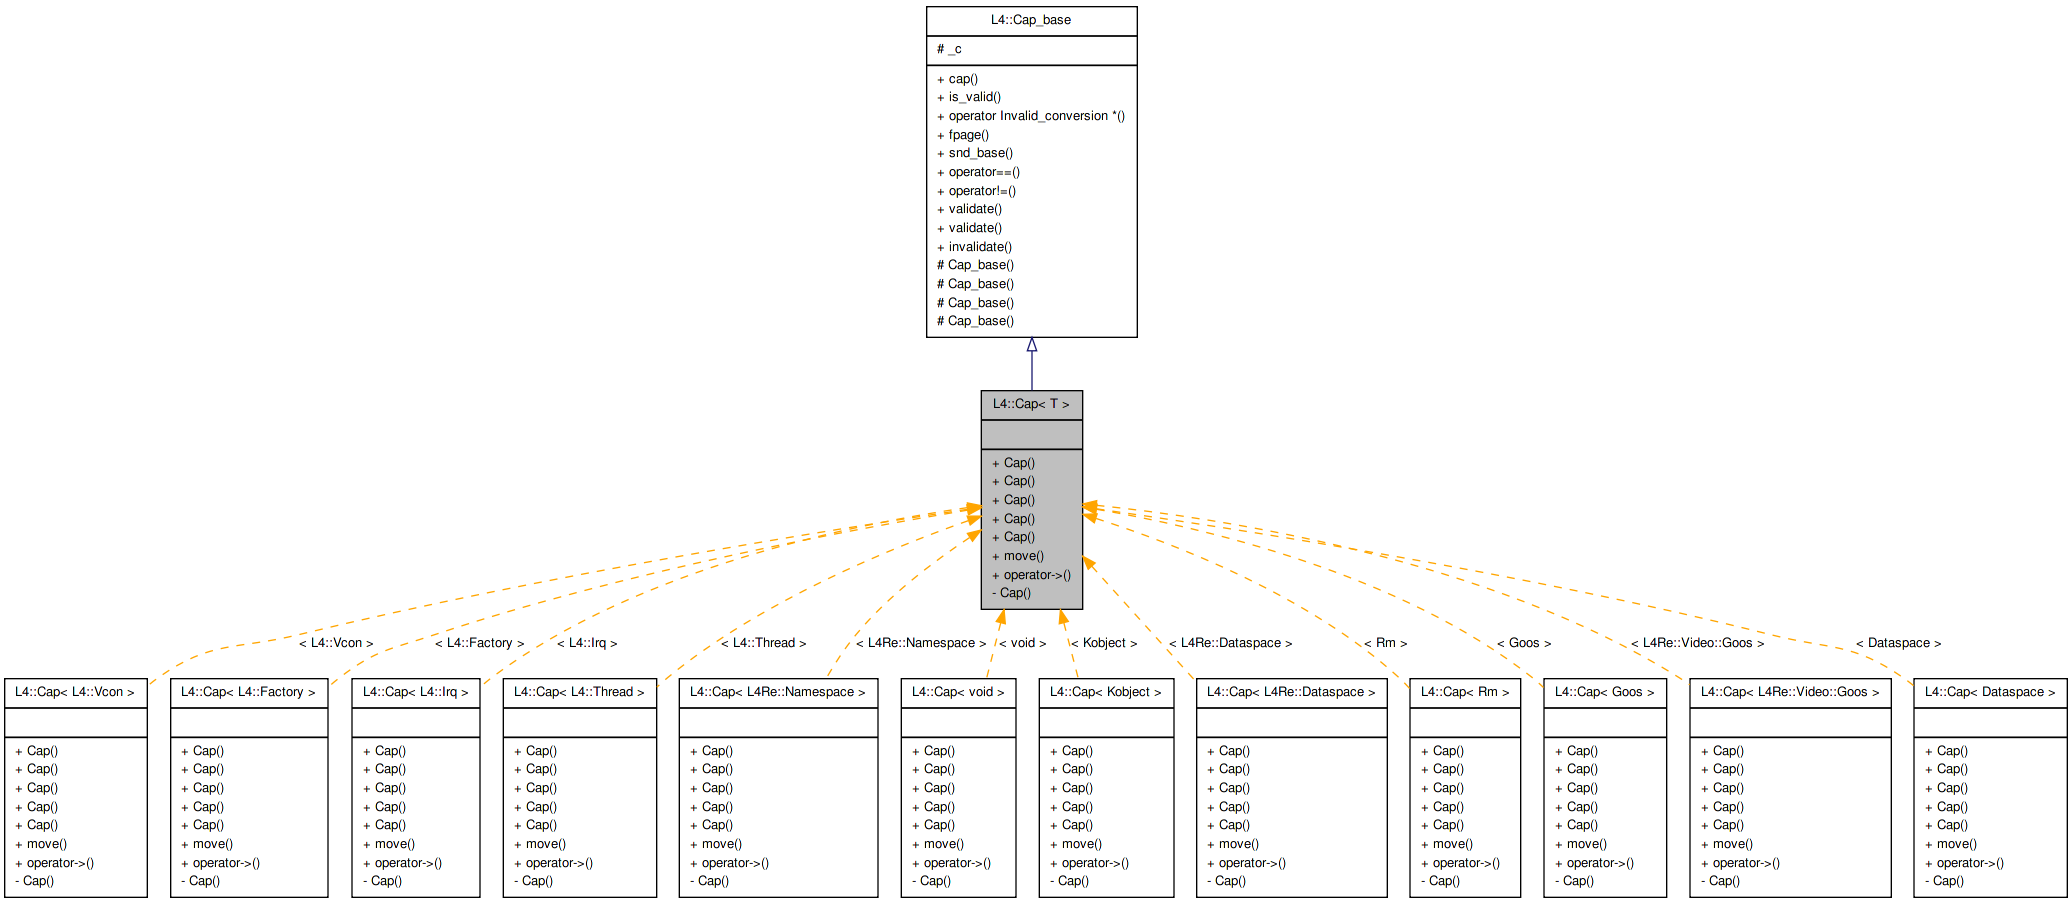 L4::Cap_base
# _c
+ cap()
+ is_valid()
+ operator Invalid_conversion *()
+ fpage()
+ snd_base()
+ operator==()
+ operator!=()
+ validate()
+ validate()
+ invalidate()
# Cap_base()
# Cap_base()
# Cap_base()
# Cap_base()
L4::Cap< T >
+ Cap()
+ Cap()
+ Cap()
+ Cap()
+ Cap()
+ move()
+ operator->()
- Cap()
< L4::Vcon >
< L4::Factory >
< L4::Irq >
< L4::Thread >
< L4Re::Namespace >
< void >
< Kobject >
< L4Re::Dataspace >
< Rm >
< Goos >
< L4Re::Video::Goos >
< Dataspace >
L4::Cap< L4::Vcon >
+ Cap()
+ Cap()
+ Cap()
+ Cap()
+ Cap()
+ move()
+ operator->()
- Cap()
L4::Cap< L4::Factory >
+ Cap()
+ Cap()
+ Cap()
+ Cap()
+ Cap()
+ move()
+ operator->()
- Cap()
L4::Cap< L4::Irq >
+ Cap()
+ Cap()
+ Cap()
+ Cap()
+ Cap()
+ move()
+ operator->()
- Cap()
L4::Cap< L4::Thread >
+ Cap()
+ Cap()
+ Cap()
+ Cap()
+ Cap()
+ move()
+ operator->()
- Cap()
L4::Cap< L4Re::Namespace >
+ Cap()
+ Cap()
+ Cap()
+ Cap()
+ Cap()
+ move()
+ operator->()
- Cap()
L4::Cap< void >
+ Cap()
+ Cap()
+ Cap()
+ Cap()
+ Cap()
+ move()
+ operator->()
- Cap()
L4::Cap< Kobject >
+ Cap()
+ Cap()
+ Cap()
+ Cap()
+ Cap()
+ move()
+ operator->()
- Cap()
L4::Cap< L4Re::Dataspace >
+ Cap()
+ Cap()
+ Cap()
+ Cap()
+ Cap()
+ move()
+ operator->()
- Cap()
L4::Cap< Rm >
+ Cap()
+ Cap()
+ Cap()
+ Cap()
+ Cap()
+ move()
+ operator->()
- Cap()
L4::Cap< Goos >
+ Cap()
+ Cap()
+ Cap()
+ Cap()
+ Cap()
+ move()
+ operator->()
- Cap()
L4::Cap< L4Re::Video::Goos >
+ Cap()
+ Cap()
+ Cap()
+ Cap()
+ Cap()
+ move()
+ operator->()
- Cap()
L4::Cap< Dataspace >
+ Cap()
+ Cap()
+ Cap()
+ Cap()
+ Cap()
+ move()
+ operator->()
- Cap()